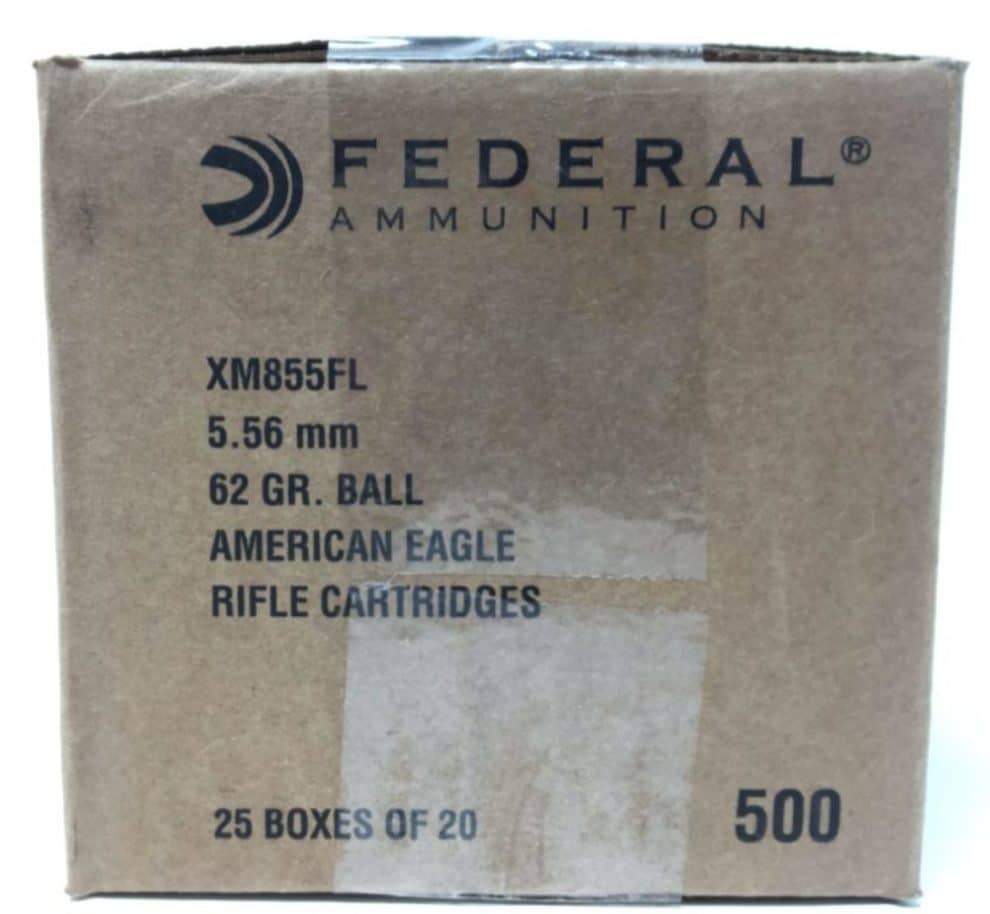 FEDERAL®
AMMUNITION
XM855FL
5.56 mm
62 GR. BALL
AMERICAN EAGLE
RIFLE CARTRIDGES
25 BOXES OF 20
500